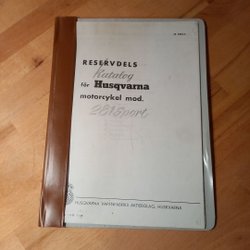 RESERVDELS
Katalog
för Husqvarna
motorcykel mod.
281 Sport
HUSQVARNA VAPENFABRIKS AKTIEBOLAG, HUSKVARNA